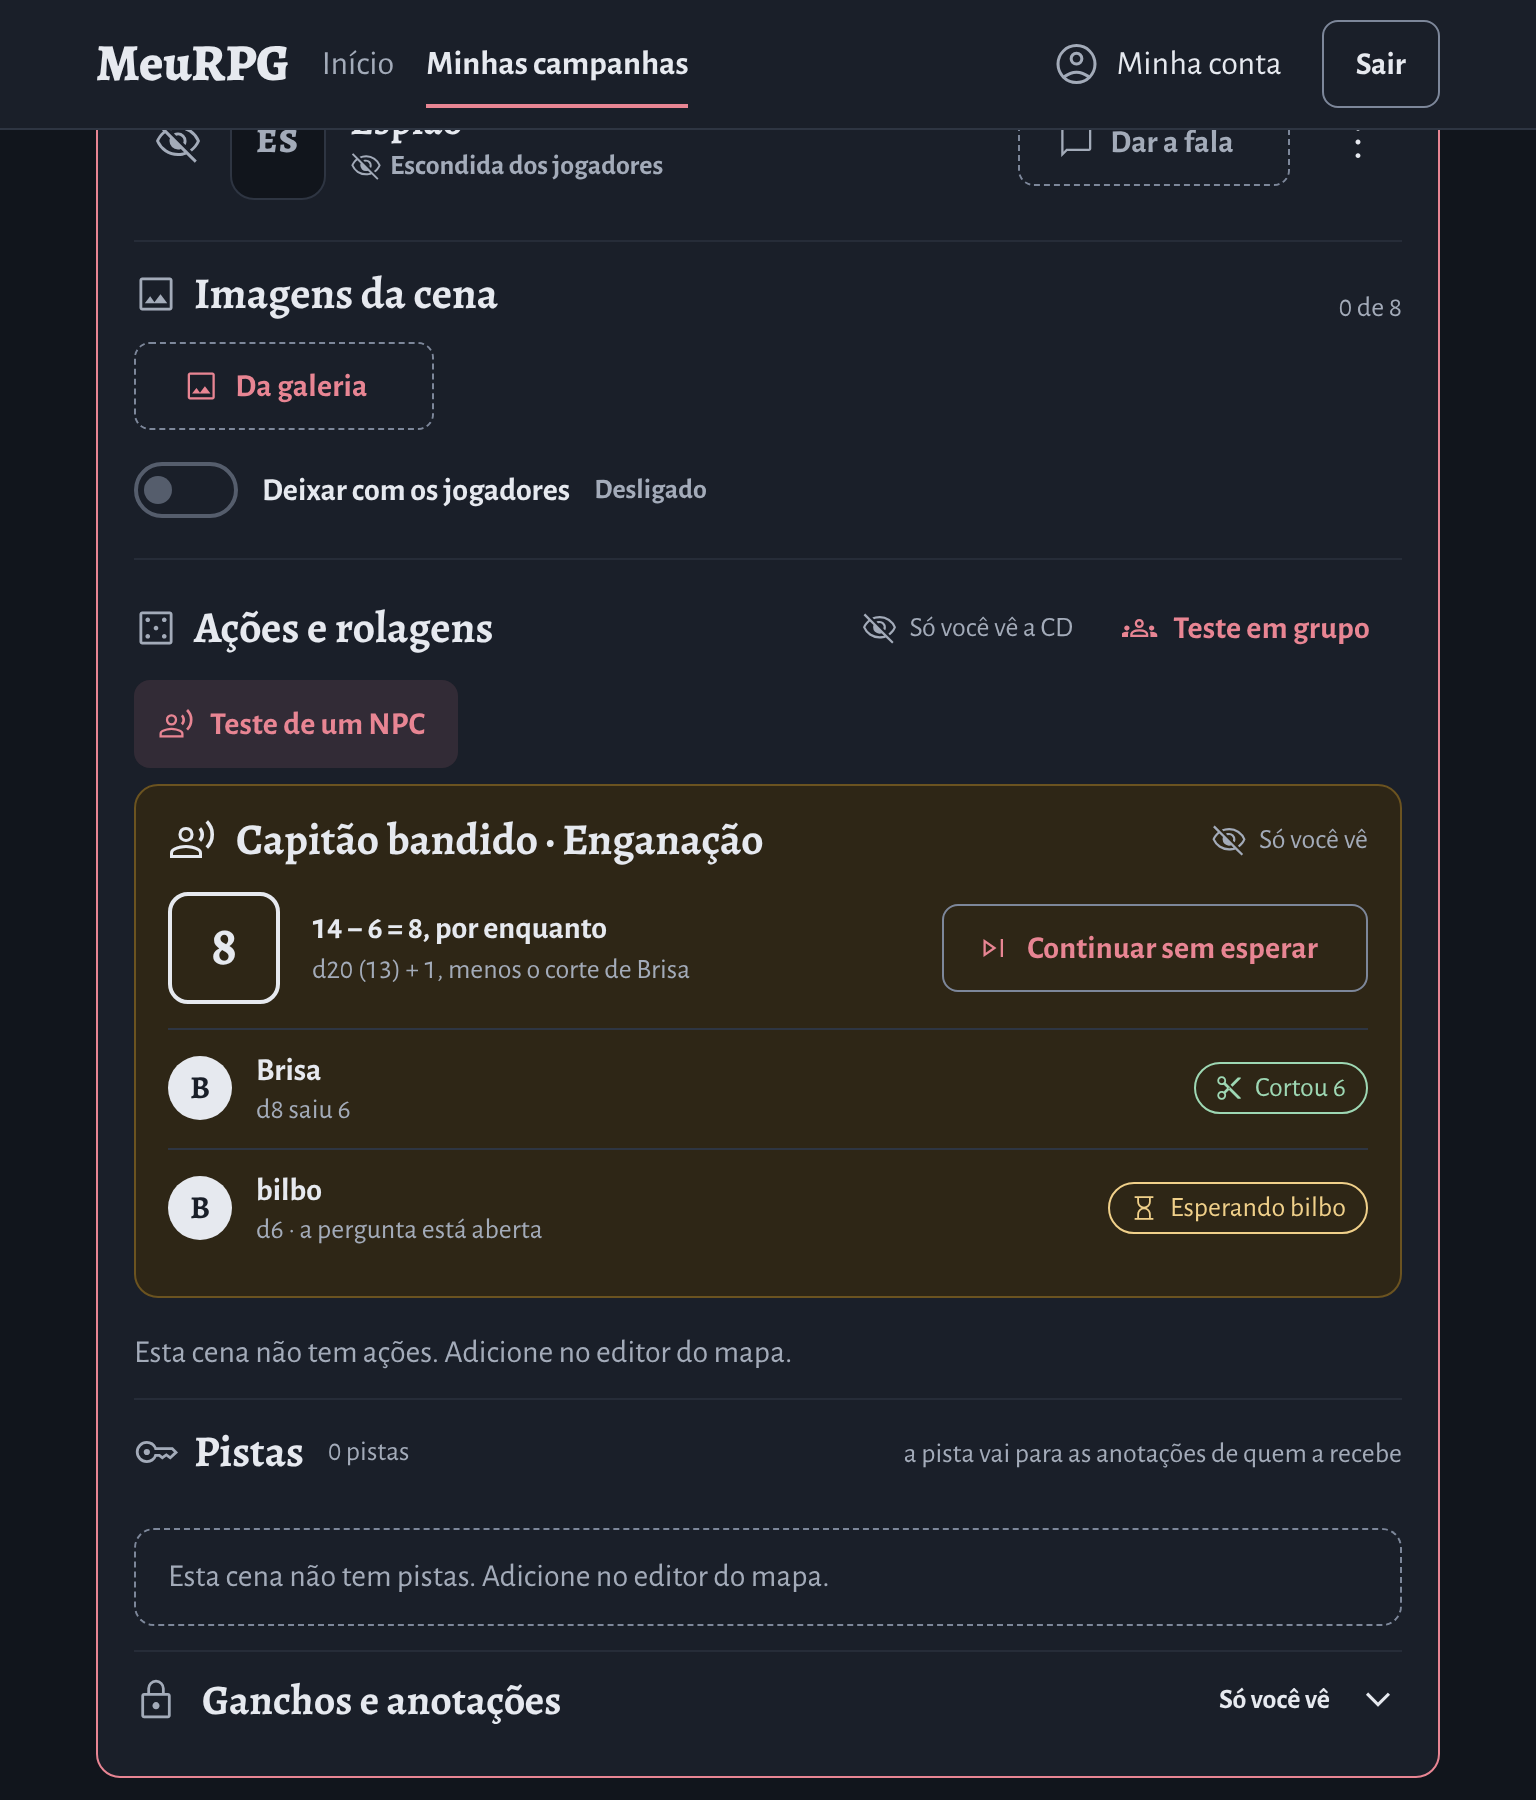 MeuRPG Início Minhas campanhas Minha conta Sair
ES Espião Dar a fala
Escondida dos jogadores
Imagens da cena 0 de 8
Da galeria
Deixar com os jogadores Desligado
Ações e rolagens Só você vê a CD Teste em grupo
Teste de um NPC
Capitão bandido · Enganação Só você vê
8 14 – 6 = 8, por enquanto Continuar sem esperar
d20 (13) + 1, menos o corte de Brisa
B Brisa Cortou 6
d8 saiu 6
B bilbo Esperando bilbo
d6 · a pergunta está aberta
Esta cena não tem ações. Adicione no editor do mapa.
Pistas 0 pistas a pista vai para as anotações de quem a recebe
Esta cena não tem pistas. Adicione no editor do mapa.
Ganchos e anotações Só você vê